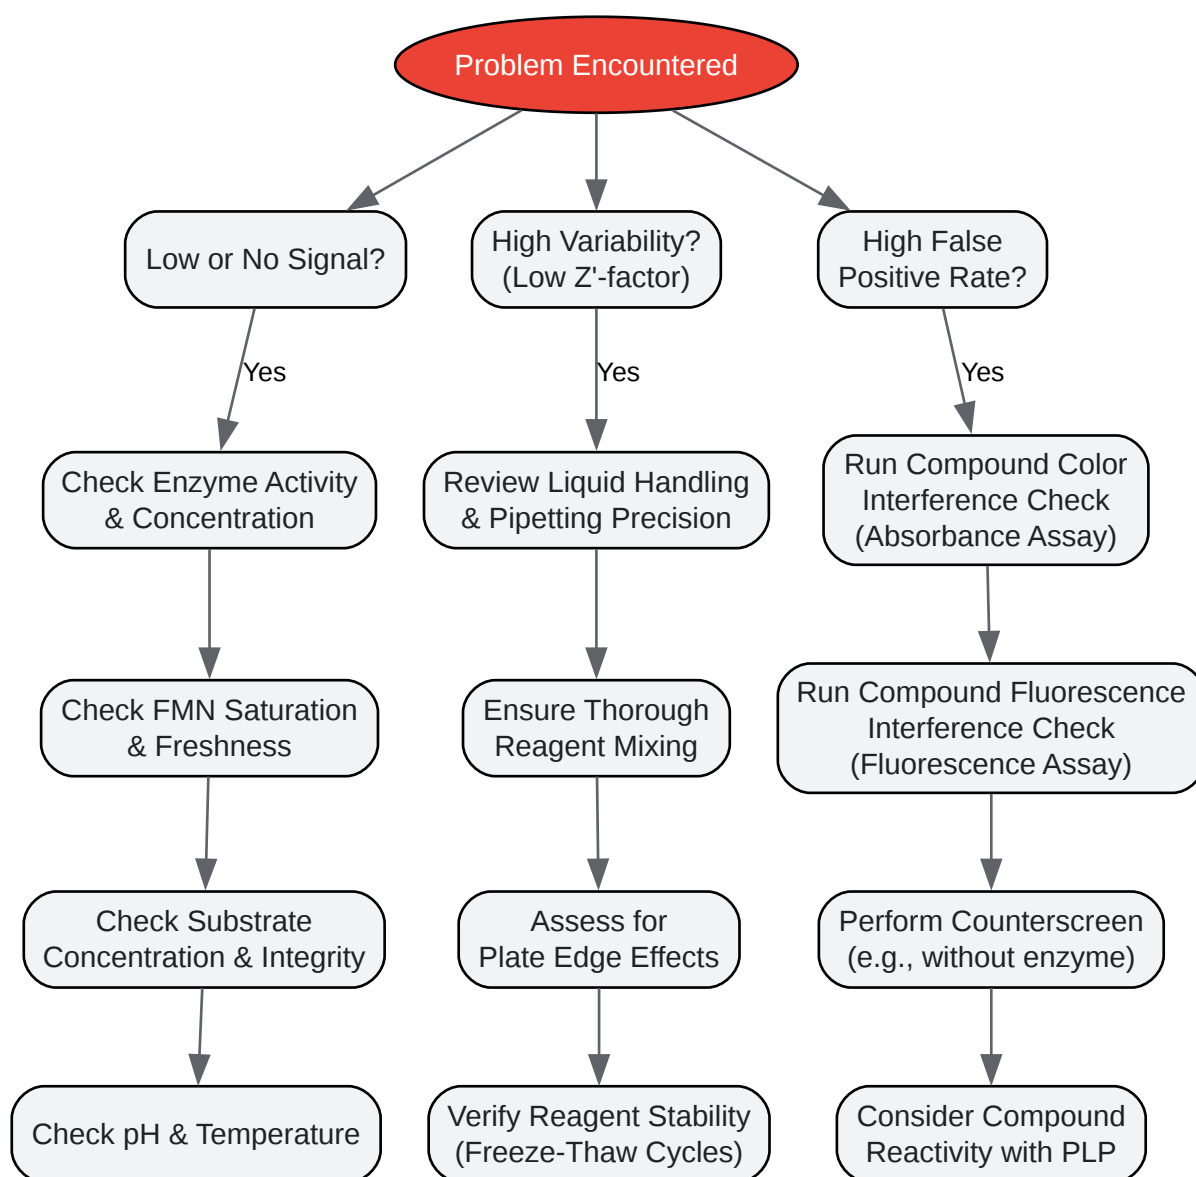 Problem Encountered
Low or No Signal?
High Variability?
(Low Z'-factor)
High False
Positive Rate?
Yes
Yes
Yes
Check Enzyme Activity
& Concentration
Review Liquid Handling
& Pipetting Precision
Run Compound Color
Interference Check
(Absorbance Assay)
Check FMN Saturation
& Freshness
Ensure Thorough
Reagent Mixing
Run Compound Fluorescence
Interference Check
(Fluorescence Assay)
Check Substrate
Concentration & Integrity
Assess for
Plate Edge Effects
Perform Counterscreen
(e.g., without enzyme)
Check pH & Temperature
Verify Reagent Stability
(Freeze-Thaw Cycles)
Consider Compound
Reactivity with PLP